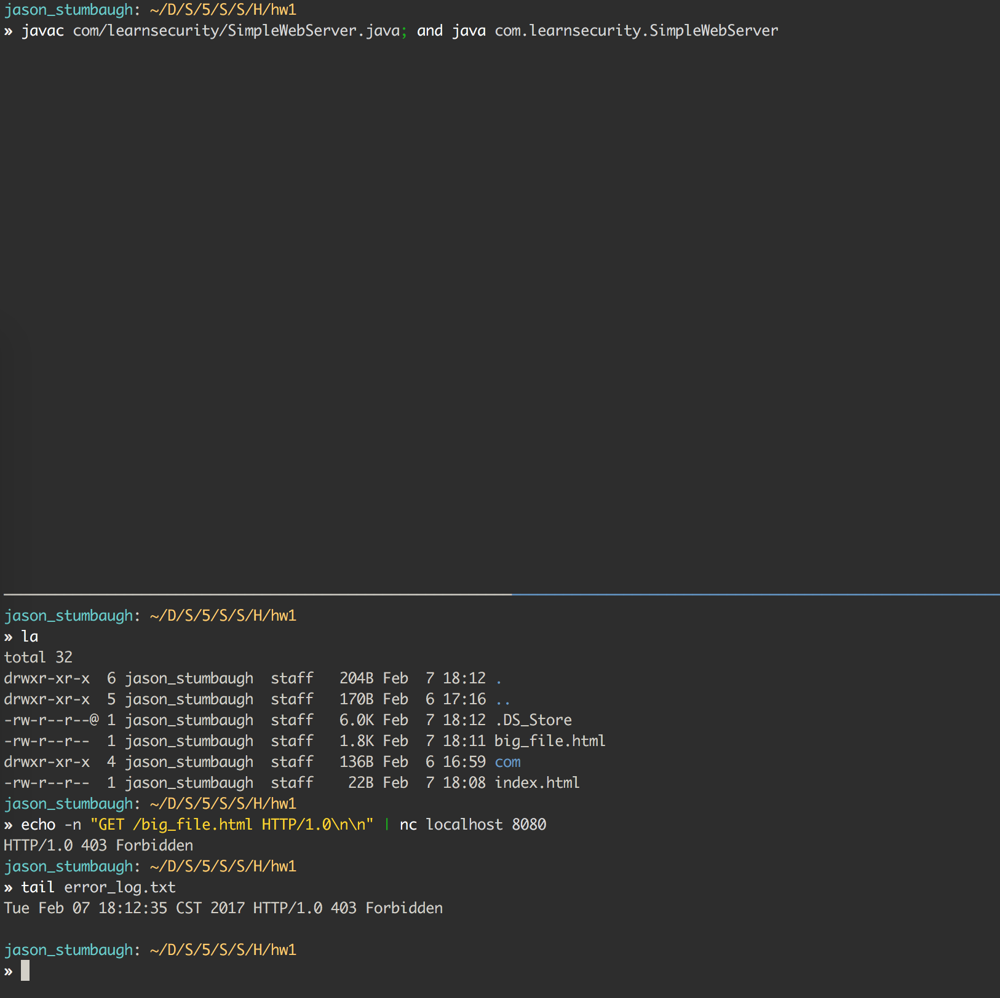 jason_stumbaugh: ~/D/S/5/S/S/H/hw1
» javac com/learnsecurity/SimpleWebServer.java; and java com.learnsecurity.SimpleWebServer
jason_stumbaugh: ~/D/S/5/S/S/H/hw1
» la
total 32
drwxr-xr-x  6 jason_stumbaugh  staff   204B Feb  7 18:12 .
drwxr-xr-x  5 jason_stumbaugh  staff   170B Feb  6 17:16 ..
-rw-r--r--@ 1 jason_stumbaugh  staff   6.0K Feb  7 18:12 .DS_Store
-rw-r--r--  1 jason_stumbaugh  staff   1.8K Feb  7 18:11 big_file.html
drwxr-xr-x  4 jason_stumbaugh  staff   136B Feb  6 16:59 com
-rw-r--r--  1 jason_stumbaugh  staff    22B Feb  7 18:08 index.html
jason_stumbaugh: ~/D/S/5/S/S/H/hw1
» echo -n "GET /big_file.html HTTP/1.0\n\n" | nc localhost 8080
HTTP/1.0 403 Forbidden
jason_stumbaugh: ~/D/S/5/S/S/H/hw1
» tail error_log.txt
Tue Feb 07 18:12:35 CST 2017 HTTP/1.0 403 Forbidden
jason_stumbaugh: ~/D/S/5/S/S/H/hw1
»